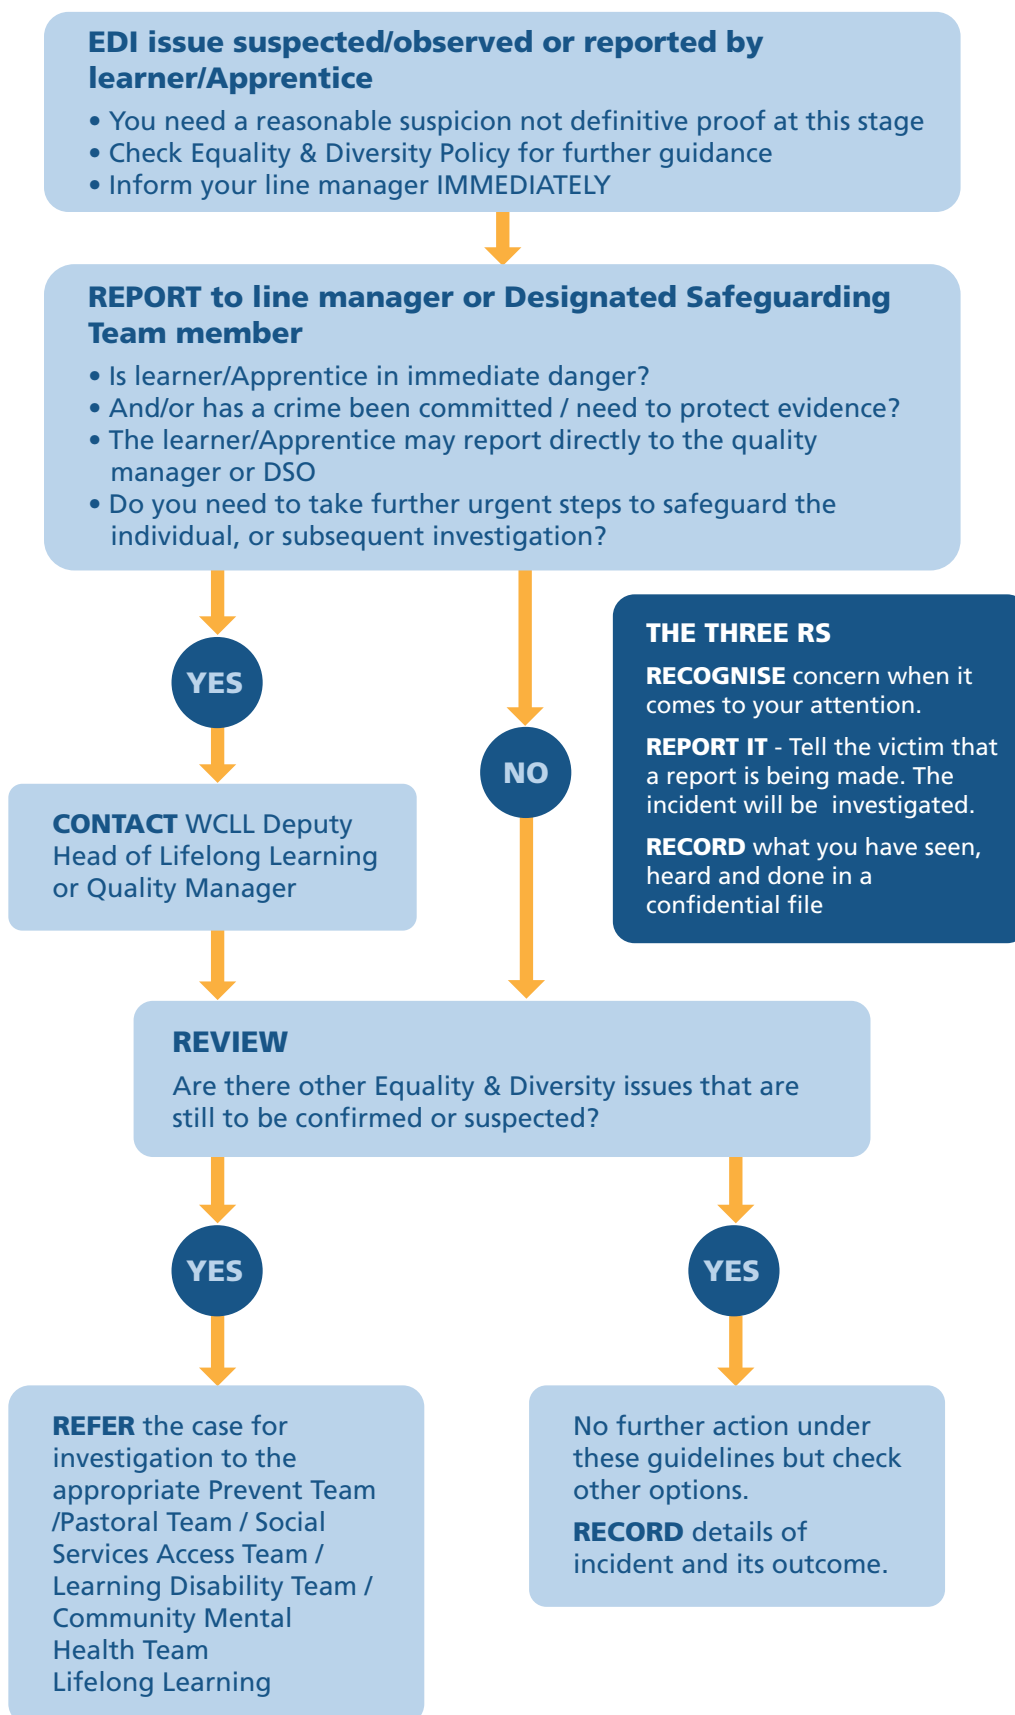 EDI issue suspected/observed or reported by
learner/Apprentice
• You need a reasonable suspicion not definitive proof at this stage
• Check Equality & Diversity Policy for further guidance
• Inform your line manager IMMEDIATELY
REPORT to line manager or Designated Safeguarding
Team member
• Is learner/Apprentice in immediate danger?
• And/or has a crime been committed / need to protect evidence?
• The learner/Apprentice may report directly to the quality
manager or DSO
• Do you need to take further urgent steps to safeguard the
individual, or subsequent investigation?
YES
NO
THE THREE RS
RECOGNISE concern when it
comes to your attention.
REPORT IT - Tell the victim that
a report is being made. The
incident will be  investigated.
RECORD what you have seen,
heard and done in a
confidential file
CONTACT WCLL Deputy
Head of Lifelong Learning
or Quality Manager
REVIEW
Are there other Equality & Diversity issues that are
still to be confirmed or suspected?
YES
YES
REFER the case for
investigation to the
appropriate Prevent Team
/Pastoral Team / Social
Services Access Team /
Learning Disability Team /
Community Mental
Health Team
Lifelong Learning
No further action under
these guidelines but check
other options.
RECORD details of
incident and its outcome.